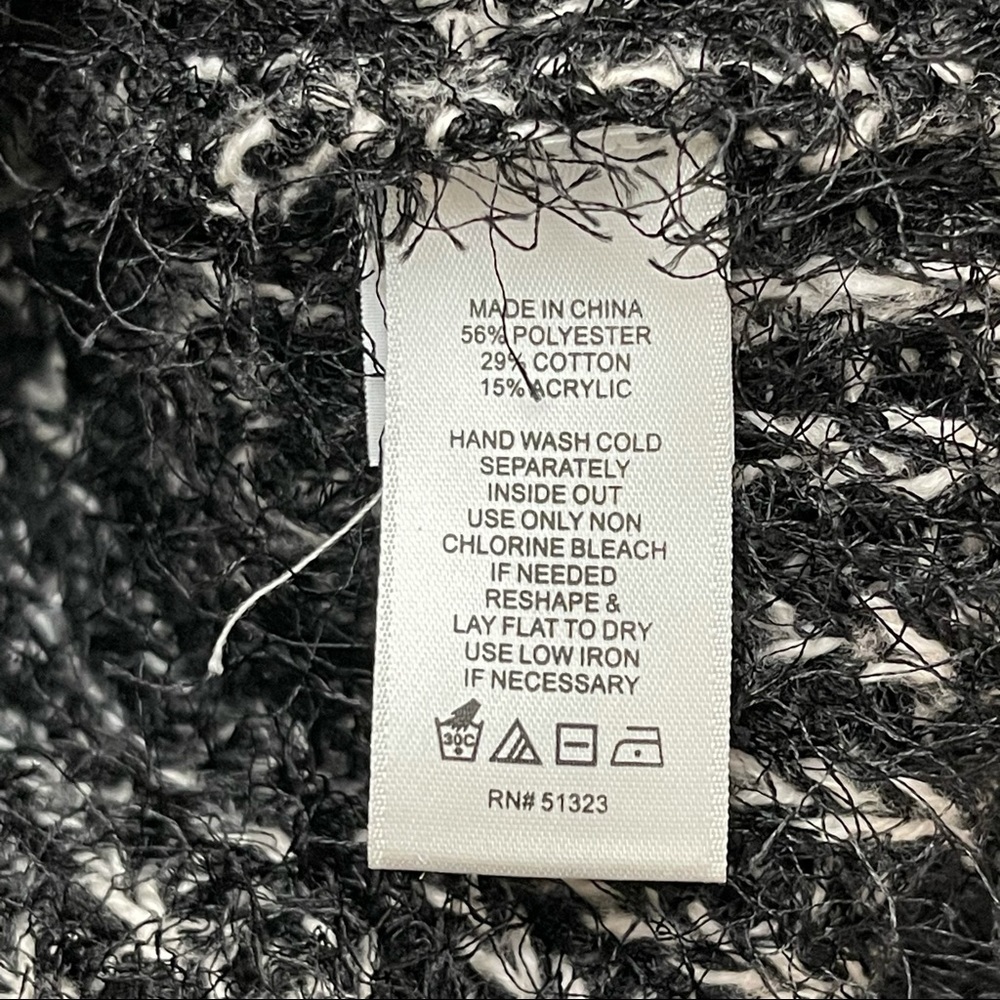 MADE IN CHINA
56% POLYESTER
29% COTTON
15% ACRYLIC
HAND WASH COLD
SEPARATELY
INSIDE OUT
USE ONLY NON
CHLORINE BLEACH
IF NEEDED
RESHAPE &
LAY FLAT TO DRY
USE LOW IRON
IF NECESSARY
30C
RN# 51323